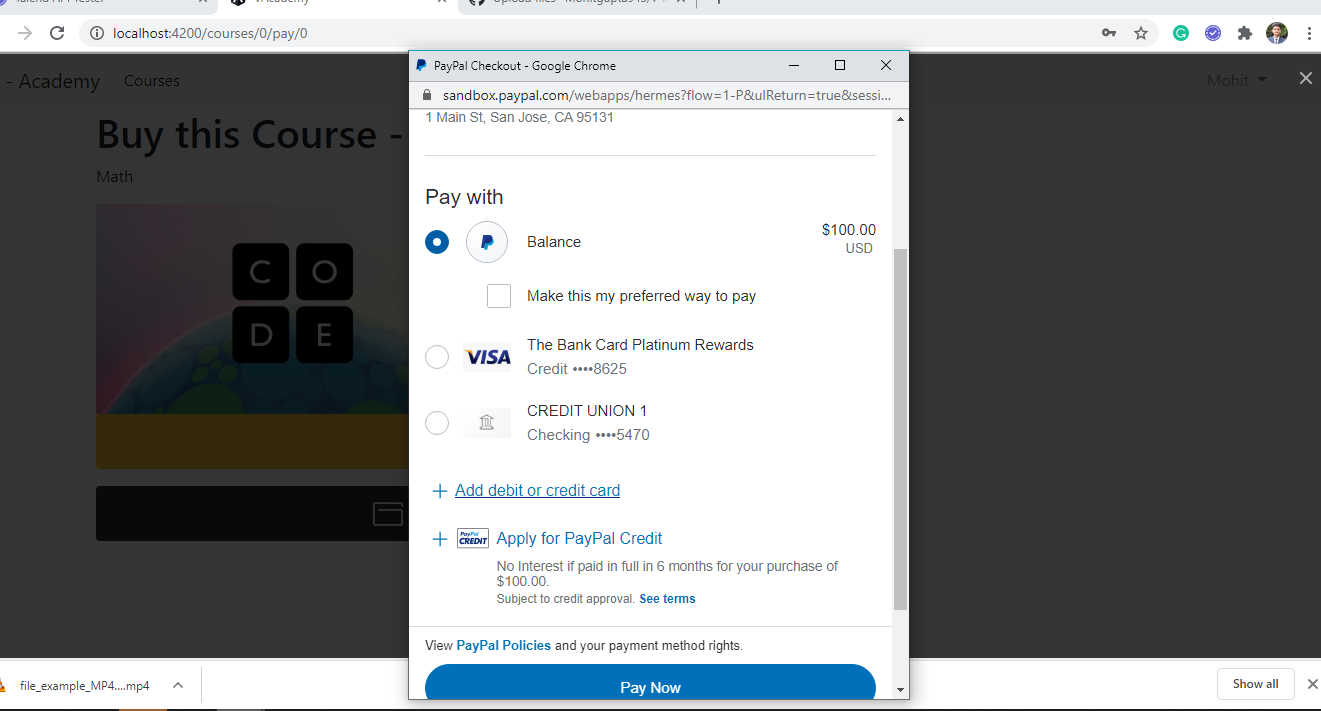 localhost:4200/courses/0/pay/0
PayPal Checkout - Google Chrome
sandbox.paypal.com/webapps/hermes?flow=1-P&ulReturn=true&sessi...
- Academy
Courses
Mohit
Buy this Course -
Math
C O
D E
1 Main St, San Jose, CA 95131
Pay with
Balance
$100.00
USD
Make this my preferred way to pay
VISA
The Bank Card Platinum Rewards
Credit ••••8625
CREDIT UNION 1
Checking ••••5470
+ Add debit or credit card
+ PayPal CREDIT Apply for PayPal Credit
No Interest if paid in full in 6 months for your purchase of
$100.00.
Subject to credit approval. See terms
View PayPal Policies and your payment method rights.
Pay Now
file_example_MP4....mp4
Show all